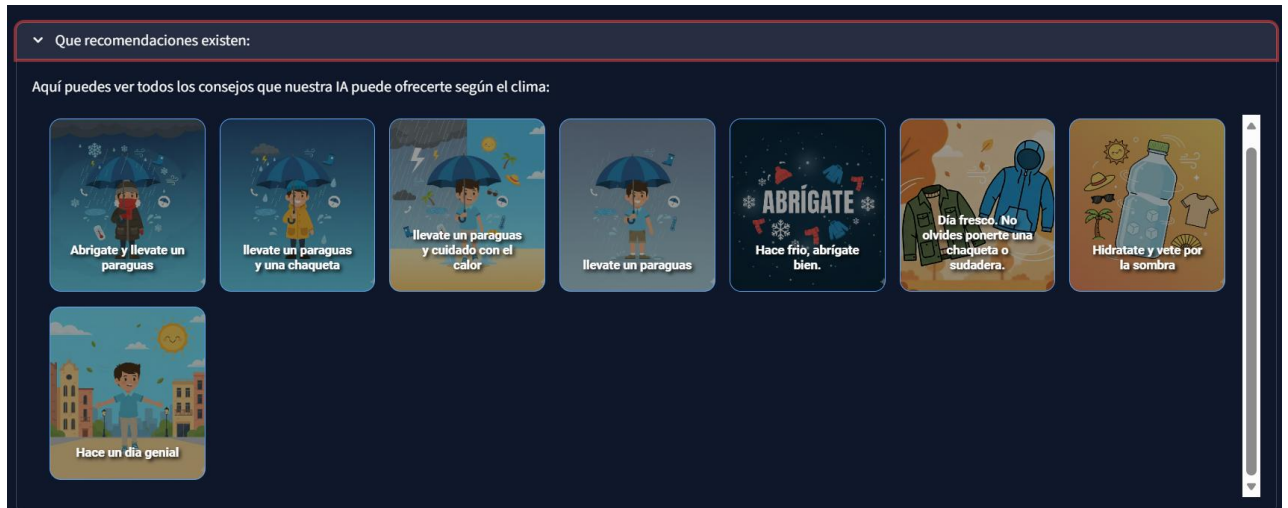 Que recomendaciones existen:
Aquí puedes ver todos los consejos que nuestra IA puede ofrecerte según el clima:
Abrigate y llevate un
paraguas
llevate un paraguas
y una chaqueta
llevate un paraguas
y cuidado con el
calor
llevate un paraguas
ABRÍGATE
Hace frio, abrígate
bien.
Día fresco. No
olvides ponerte una
chaqueta o
sudadera.
Hidratate y vete por
la sombra
Hace un dia genial